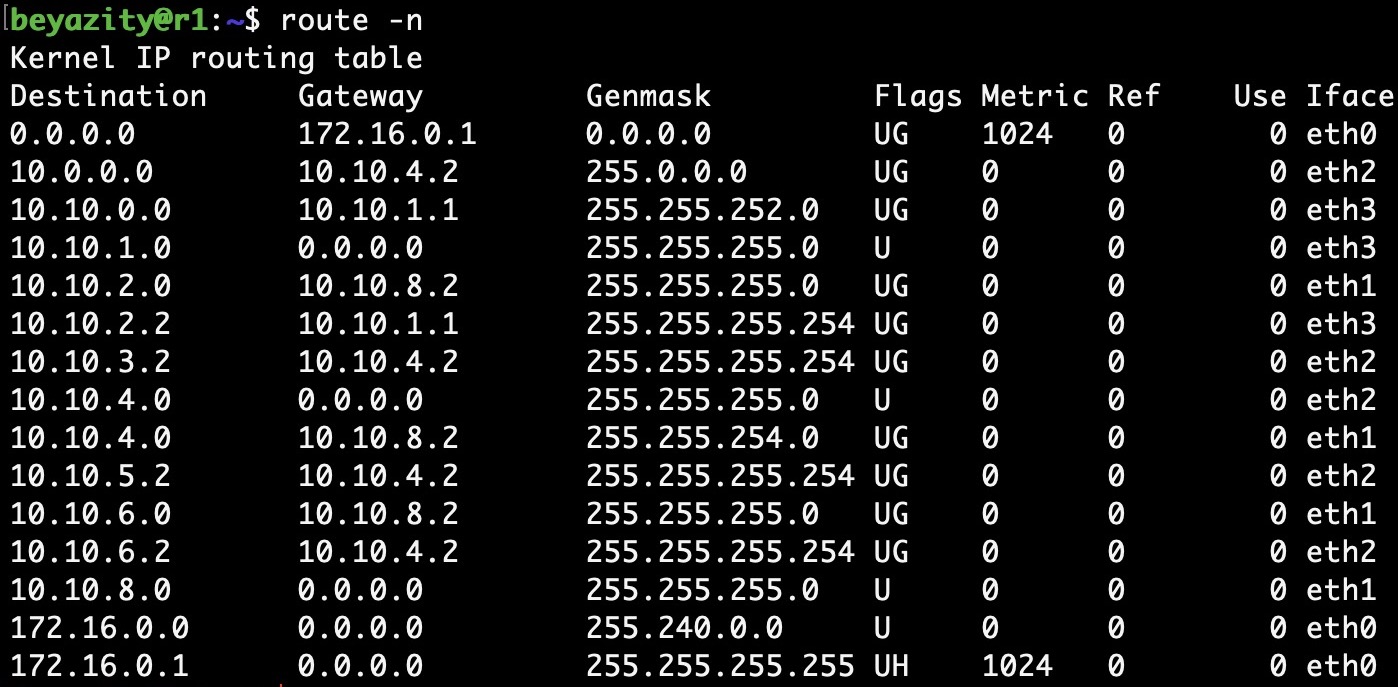 beyazity@r1:~$ route -n
Kernel IP routing table
Destination     Gateway         Genmask         Flags Metric Ref    Use Iface
0.0.0.0         172.16.0.1      0.0.0.0         UG    1024   0        0 eth0
10.0.0.0        10.10.4.2       255.0.0.0       UG    0      0        0 eth2
10.10.0.0       10.10.1.1       255.255.252.0   UG    0      0        0 eth3
10.10.1.0       0.0.0.0         255.255.255.0   U     0      0        0 eth3
10.10.2.0       10.10.8.2       255.255.255.0   UG    0      0        0 eth1
10.10.2.2       10.10.1.1       255.255.255.254 UG    0      0        0 eth3
10.10.3.2       10.10.4.2       255.255.255.254 UG    0      0        0 eth2
10.10.4.0       0.0.0.0         255.255.255.0   U     0      0        0 eth2
10.10.4.0       10.10.8.2       255.255.254.0   UG    0      0        0 eth1
10.10.5.2       10.10.4.2       255.255.255.254 UG    0      0        0 eth2
10.10.6.0       10.10.8.2       255.255.255.0   UG    0      0        0 eth1
10.10.6.2       10.10.4.2       255.255.255.254 UG    0      0        0 eth2
10.10.8.0       0.0.0.0         255.255.255.0   U     0      0        0 eth1
172.16.0.0      0.0.0.0         255.240.0.0     U     0      0        0 eth0
172.16.0.1      0.0.0.0         255.255.255.255 UH    1024   0        0 eth0